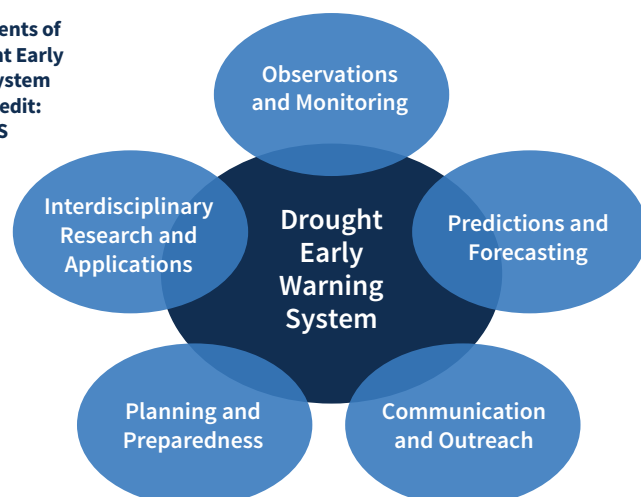 ents of
t Early
ystem
edit:
S
Observations
and Monitoring
Interdisciplinary
Research and
Applications
Drought
Early
Warning
System
Predictions and
Forecasting
Planning and
Preparedness
Communication
and Outreach